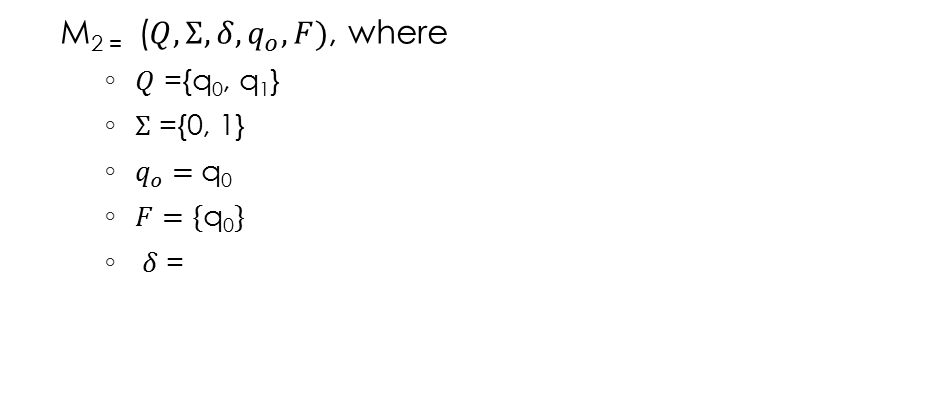 M₂ = (Q, Σ, δ, qₒ, F), where
◦ Q ={q₀, q₁}
◦ Σ ={0, 1}
◦ qₒ = q₀
◦ F = {q₀}
◦ δ =